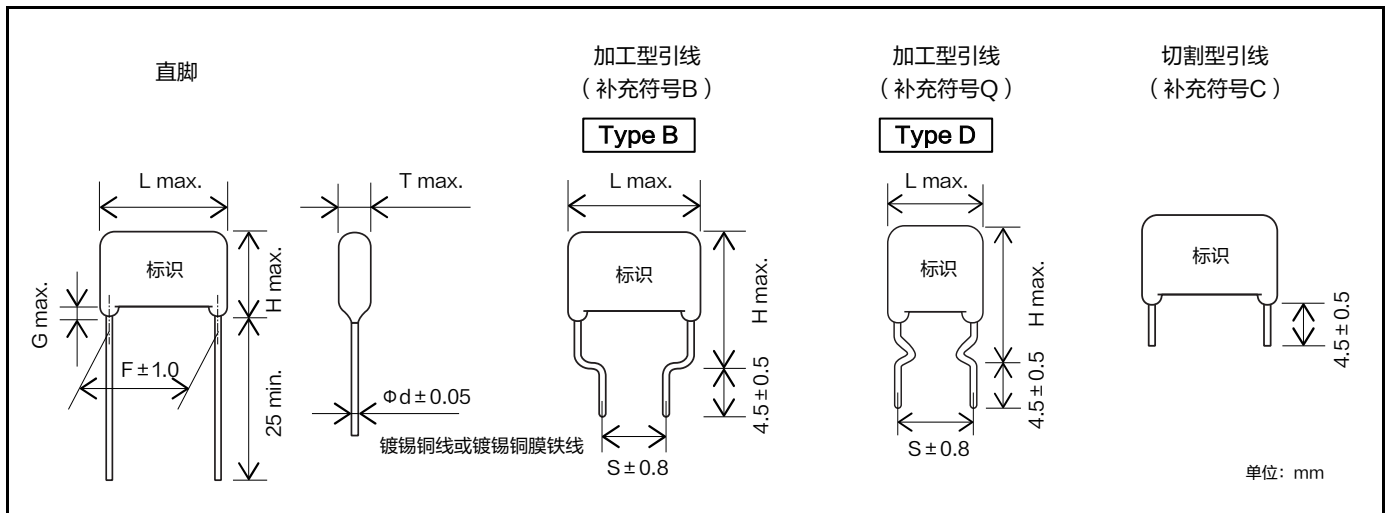 直脚
加工型引线
（补充符号B）
Type B
加工型引线
（补充符号Q）
Type D
切割型引线
（补充符号C）
L max.
T max.
L max.
L max.
标识
标识
标识
标识
G max.
H max.
H max.
H max.
F±1.0
25 min.
Φd±0.05
镀锡铜线或镀锡铜膜铁线
4.5±0.5
S±0.8
4.5±0.5
S±0.8
4.5±0.5
单位：mm